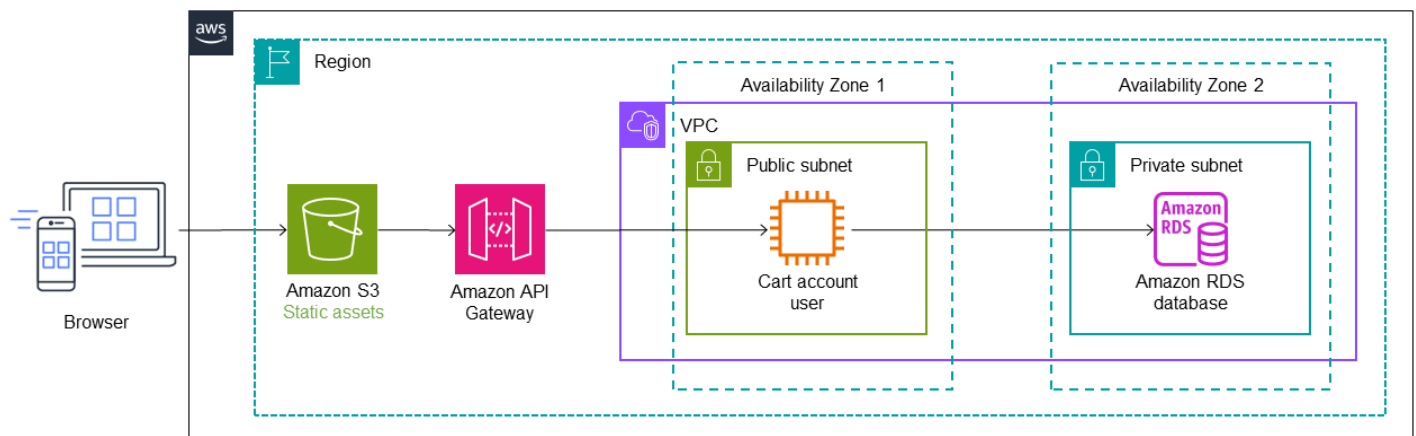 aws
Region
Availability Zone 1
Availability Zone 2
VPC
Public subnet
Private subnet
Amazon
RDS
</>
Amazon S3
Static assets
Amazon API
Gateway
Cart account
user
Amazon RDS
database
Browser